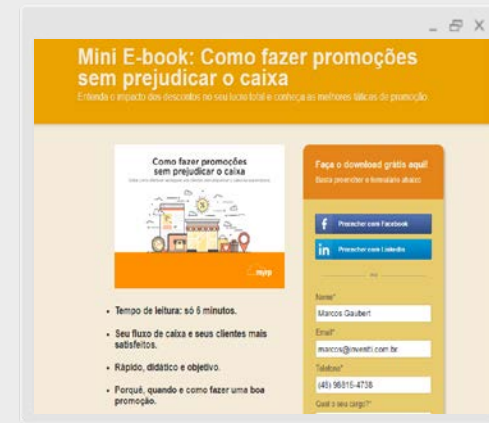 Mini E-book: Como fazer promoções
sem prejudicar o caixa
Entenda o impacto dos descontos no seu lucro total e conheça as melhores táticas de promoção.
Como fazer promoções
sem prejudicar o caixa
• Tempo de leitura: só 5 minutos.
• Seu fluxo de caixa e seus clientes mais
satisfeitos.
• Rápido, didático e objetivo.
• Porquê, quando e como fazer uma boa
promoção.
Faça o download grátis aqui!
Basta preencher o formulário abaixo
f Preencher com Facebook
in Preencher com LinkedIn
ou
Nome*
Marcos Gaubert
Email*
marcos@inventti.com.br
Telefone*
(48) 98815-4738
Qual o seu cargo?*